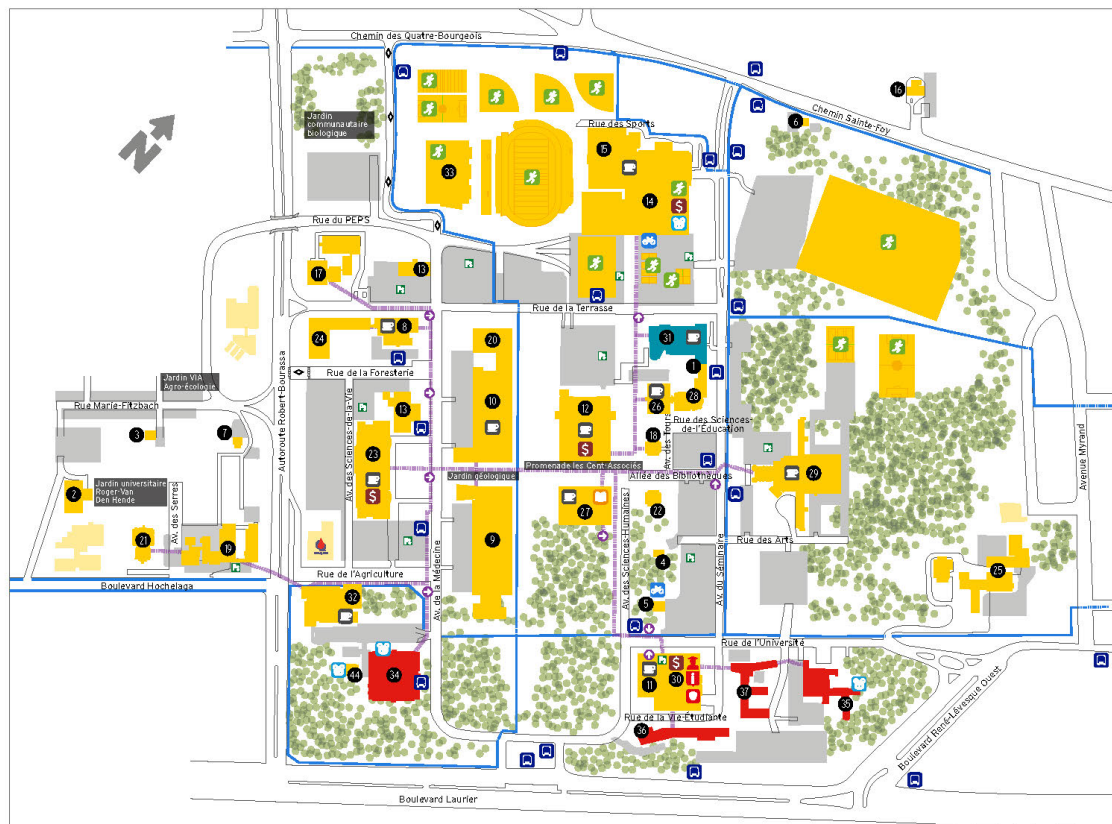 Chemin des Quatre-Bourgeois
Chemin Sainte-Foy
16
6
Jardin
communautaire
biologique
Rue des Sports
15
33
14
$
N
Rue du PEPS
17
13
Rue de la Terrasse
24
8
20
31
1
Rue de la Foresterie
Jardin VIA
Agro-écologie
Rue Marie-Fitzbach
Autoroute Robert-Bourassa
Av. des Sciences-de-la-Vie
13
10
12
26
28
$
Av. des Tours
Rue des Sciences-
de-l'Éducation
3
7
23
18
Promenade les Cent-Associés
Jardin géologique
Allée des Bibliothèques
29
Avenue Myrand
$
Jardin universitaire
Roger-Van
Den Hende
2
Av. des Serres
27
22
9
21
19
Av. de la Médecine
Av. des Sciences-Humaines
Av. du Séminaire
Rue des Arts
4
25
Rue de l'Agriculture
Boulevard Hochelaga
32
5
Rue de l'Université
44
34
11
$
30
37
35
Rue de la Vie-Étudiante
36
Boulevard René-Lévesque Ouest
Boulevard Laurier